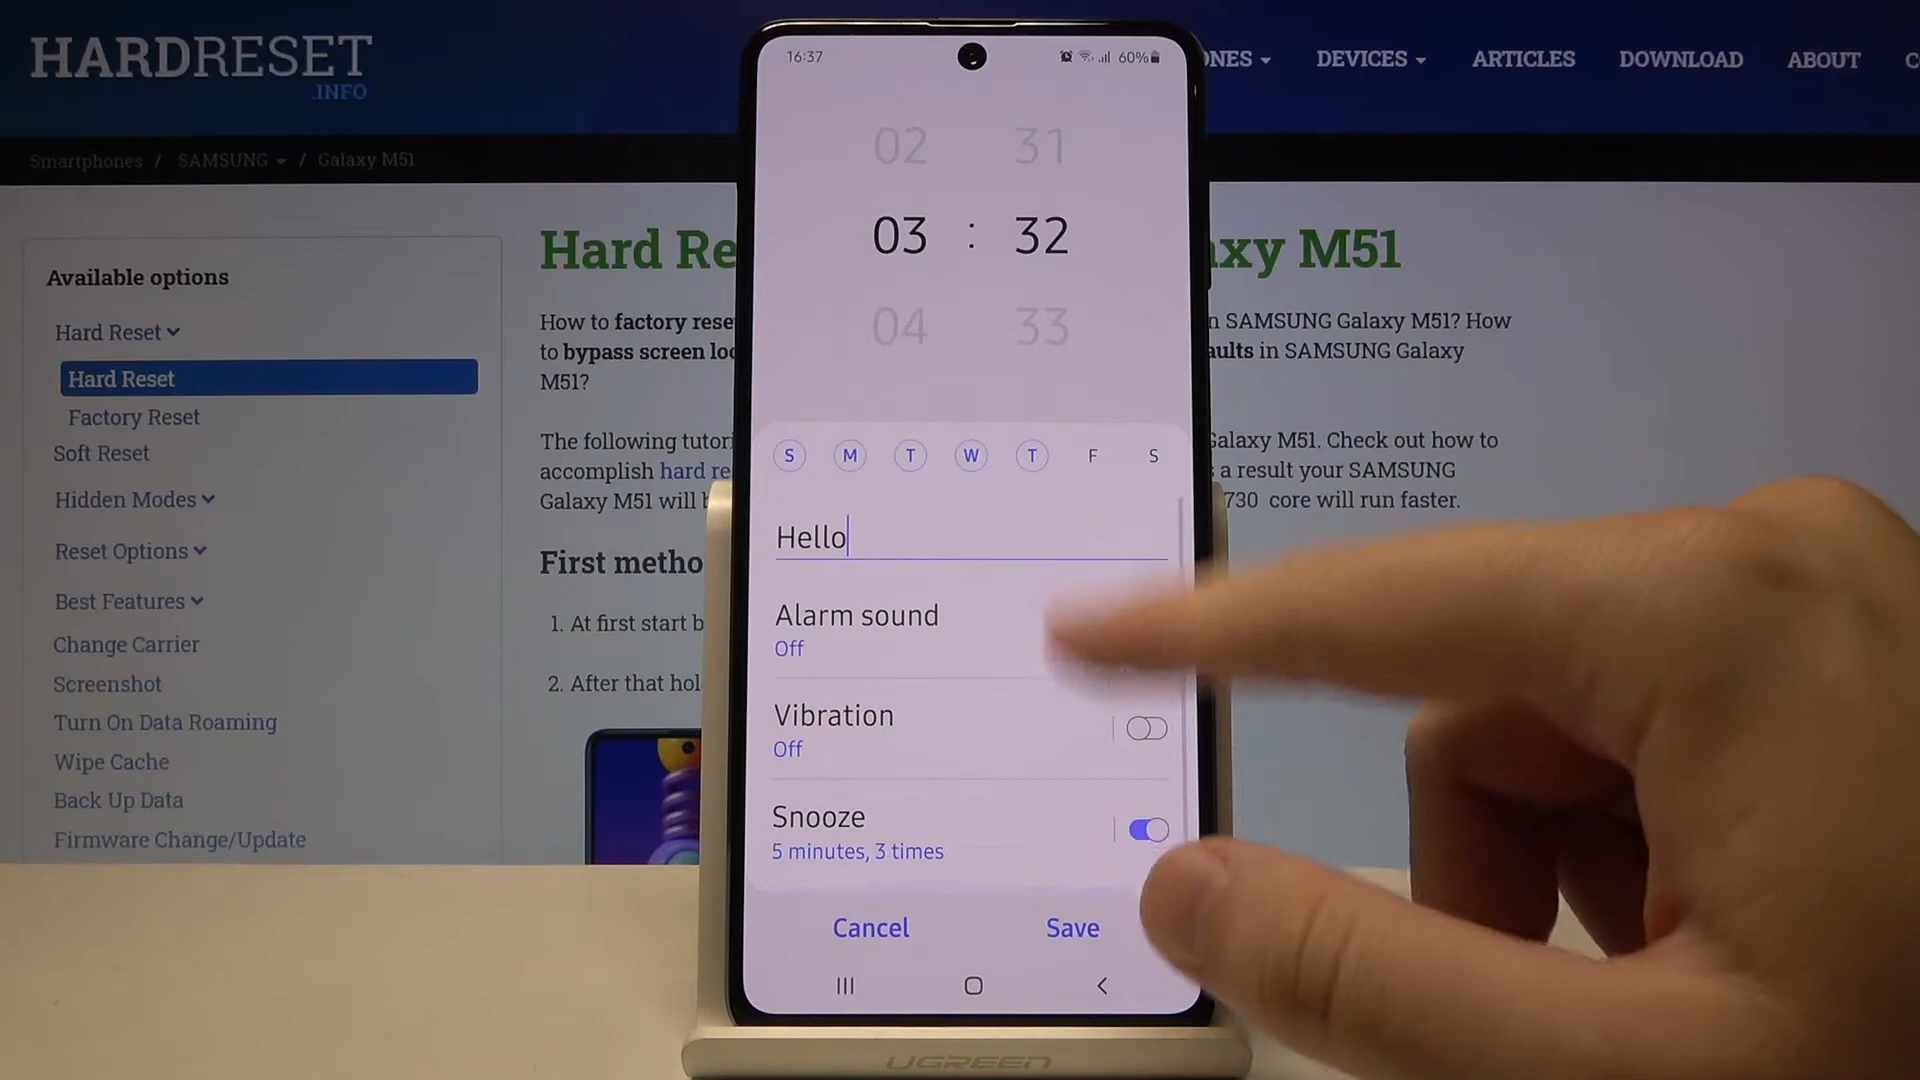 HARDRESET
.INFO
DEVICES
ARTICLES
DOWNLOAD
ABOUT
Smartphones / SAMSUNG / Galaxy M51
Available options
Hard Reset
Hard Reset
Factory Reset
Soft Reset
Hidden Modes
Reset Options
Best Features
Change Carrier
Screenshot
Turn On Data Roaming
Wipe Cache
Back Up Data
Firmware Change/Update
Hard Re
axy M51
How to factory rese
n SAMSUNG Galaxy M51? How
to bypass screen loc
aults in SAMSUNG Galaxy
M51?
The following tutori
Galaxy M51. Check out how to
accomplish hard re
a result your SAMSUNG
Galaxy M51 will b
730 core will run faster.
First metho
1. At first start b
2. After that hol
16:37
60%
02 31
03 : 32
04 33
S M T W T F S
Hello
Alarm sound
Off
Vibration
Off
Snooze
5 minutes, 3 times
Cancel Save
UGREEN